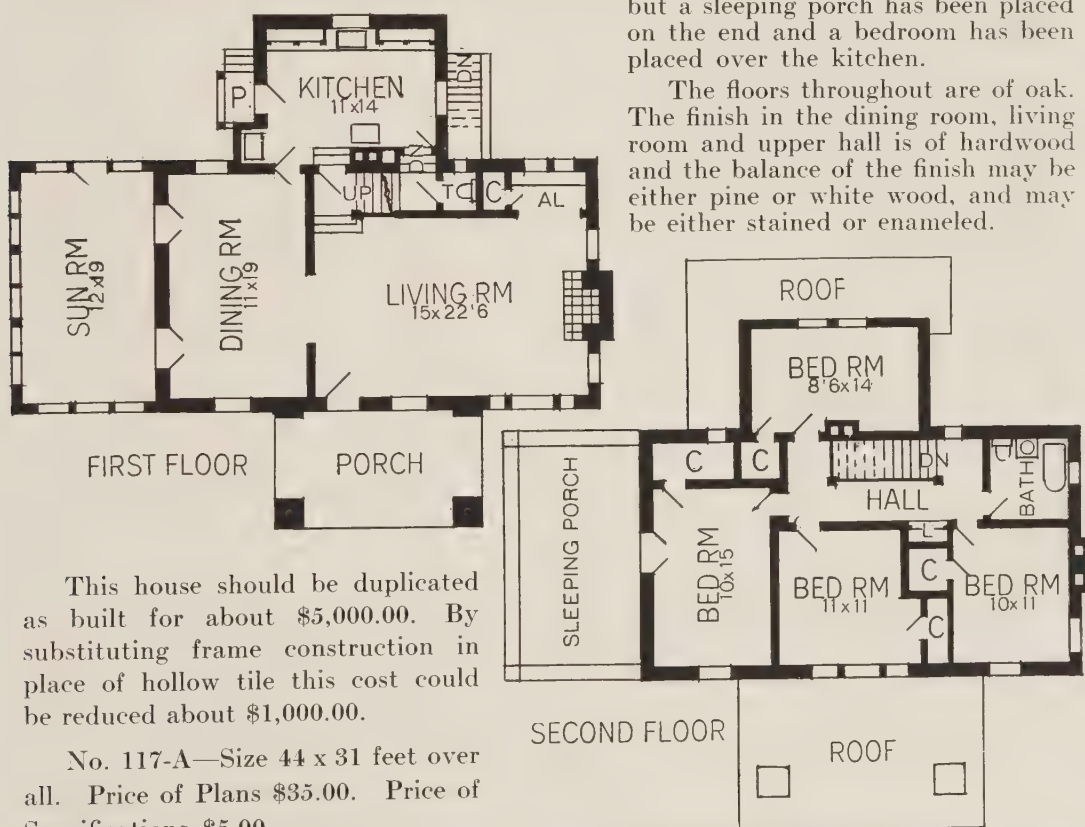 but a sleeping porch has been placed
on the end and a bedroom has been
placed over the kitchen.
The floors throughout are of oak.
The finish in the dining room, living
room and upper hall is of hardwood
and the balance of the finish may be
either pine or white wood, and may
be either stained or enameled.
KITCHEN
11x14
P
DN
UP
DN
T
C
AL
SUN RM
12x19
DINING RM
11x19
LIVING RM
15x22'6
FIRST FLOOR
PORCH
ROOF
BED RM
8'6x14
C
C
DN
HALL
BATH
L
SLEEPING PORCH
BED RM
10x15
BED RM
11x11
C
C
BED RM
10x11
SECOND FLOOR
ROOF
This house should be duplicated
as built for about $5,000.00. By
substituting frame construction in
place of hollow tile this cost could
be reduced about $1,000.00.
No. 117-A—Size 44 x 31 feet over
all. Price of Plans $35.00. Price of
Specifications $5.00